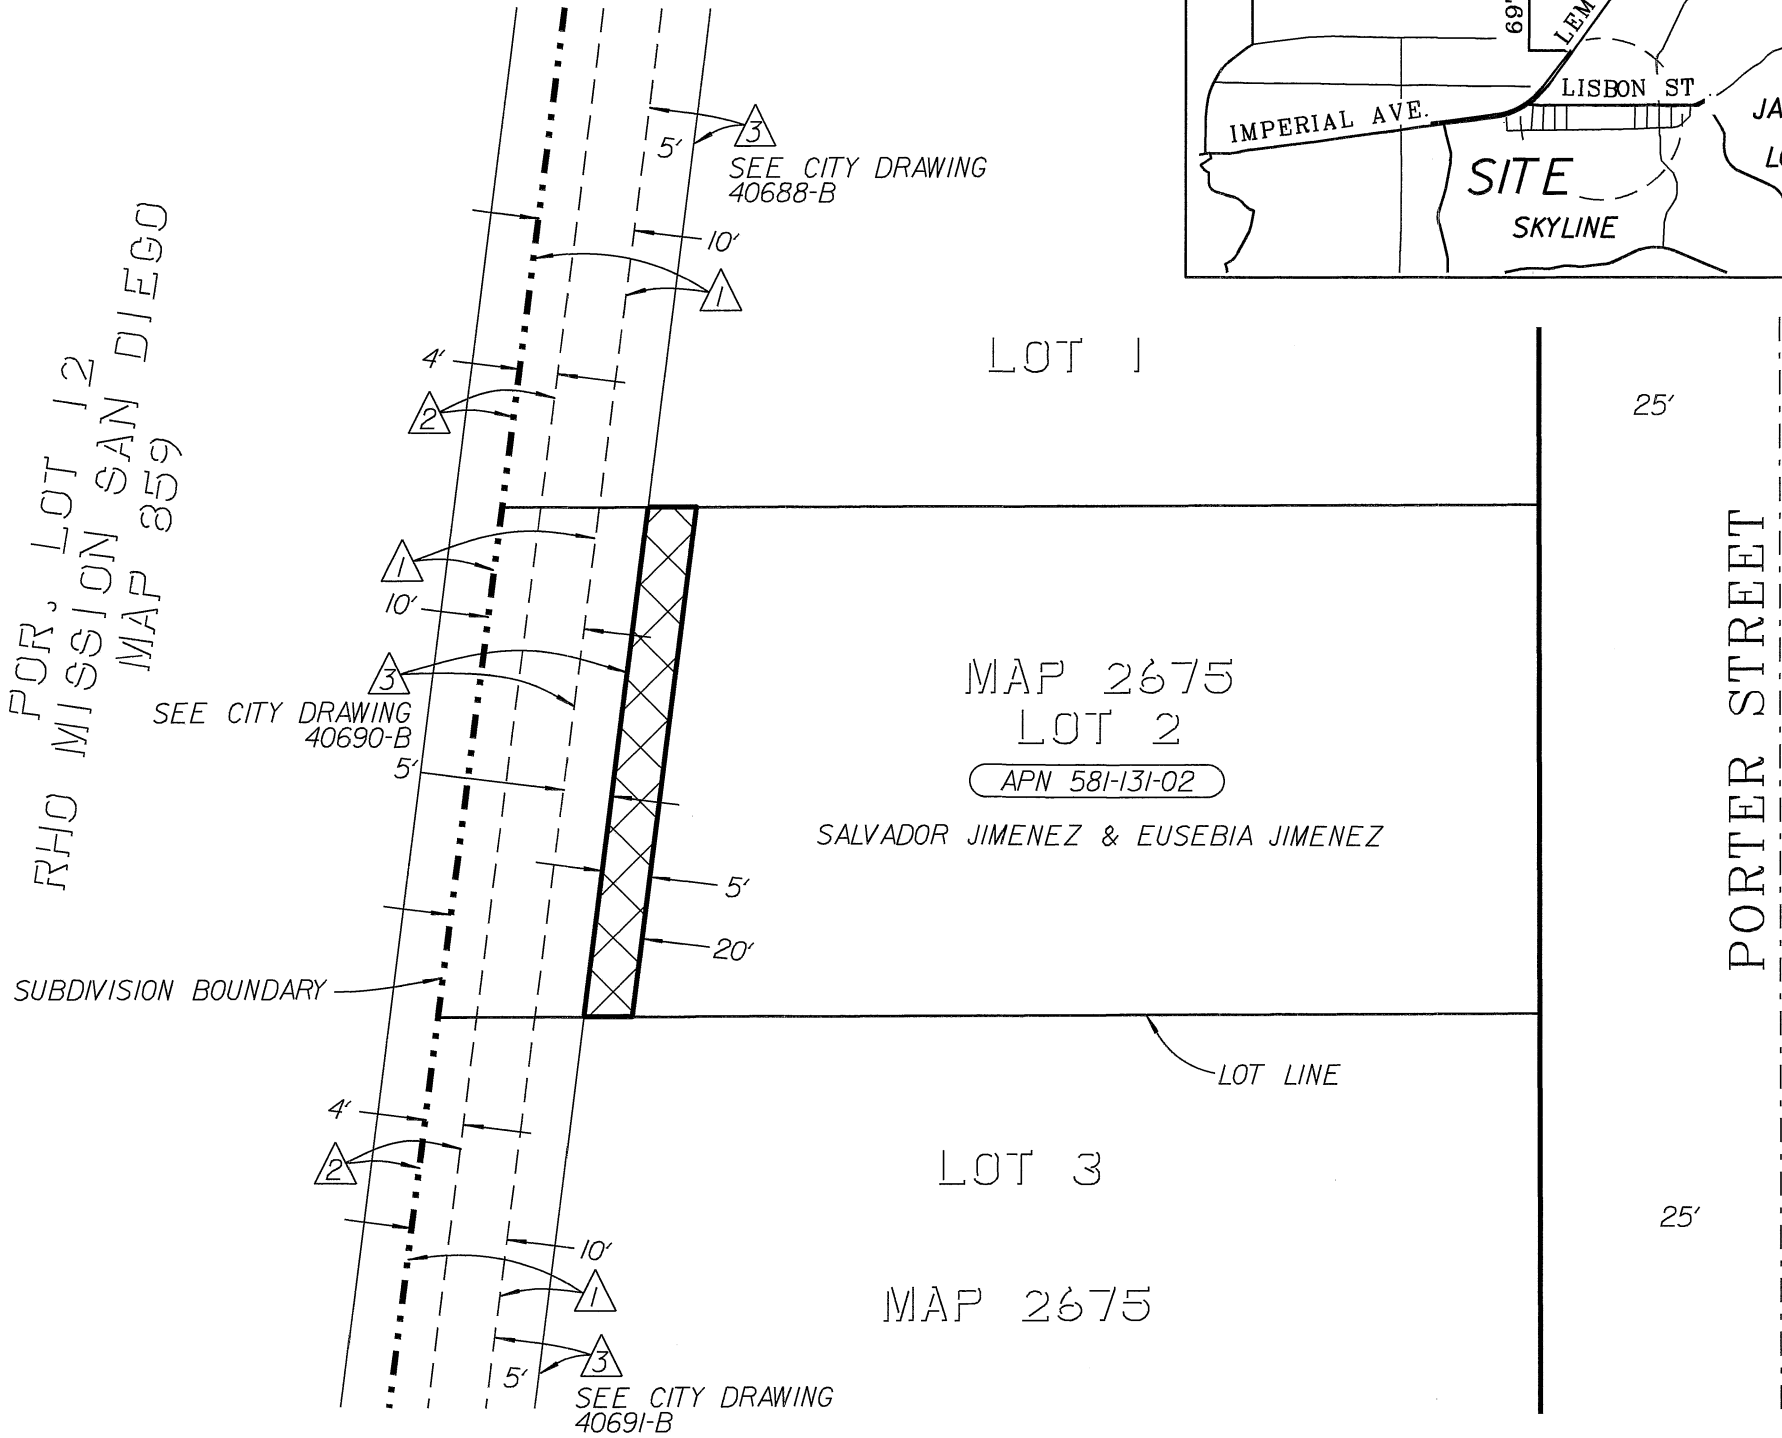 69
LEM
LISBON ST
IMPERIAL AVE.
JA
SITE
SKYLINE
3
5'
SEE CITY DRAWING
40688-B
10'
1
4'
2
LOT 1
25'
POR. LOT 12
RHO MISSION SAN DIEGO
MAP 859
1
10'
3
SEE CITY DRAWING
40690-B
5'
MAP 2675
LOT 2
APN 581-131-02
SALVADOR JIMENEZ & EUSEBIA JIMENEZ
PORTER STREET
5'
20'
SUBDIVISION BOUNDARY
LOT LINE
4'
2
LOT 3
25'
10'
1
MAP 2675
3
5'
SEE CITY DRAWING
40691-B